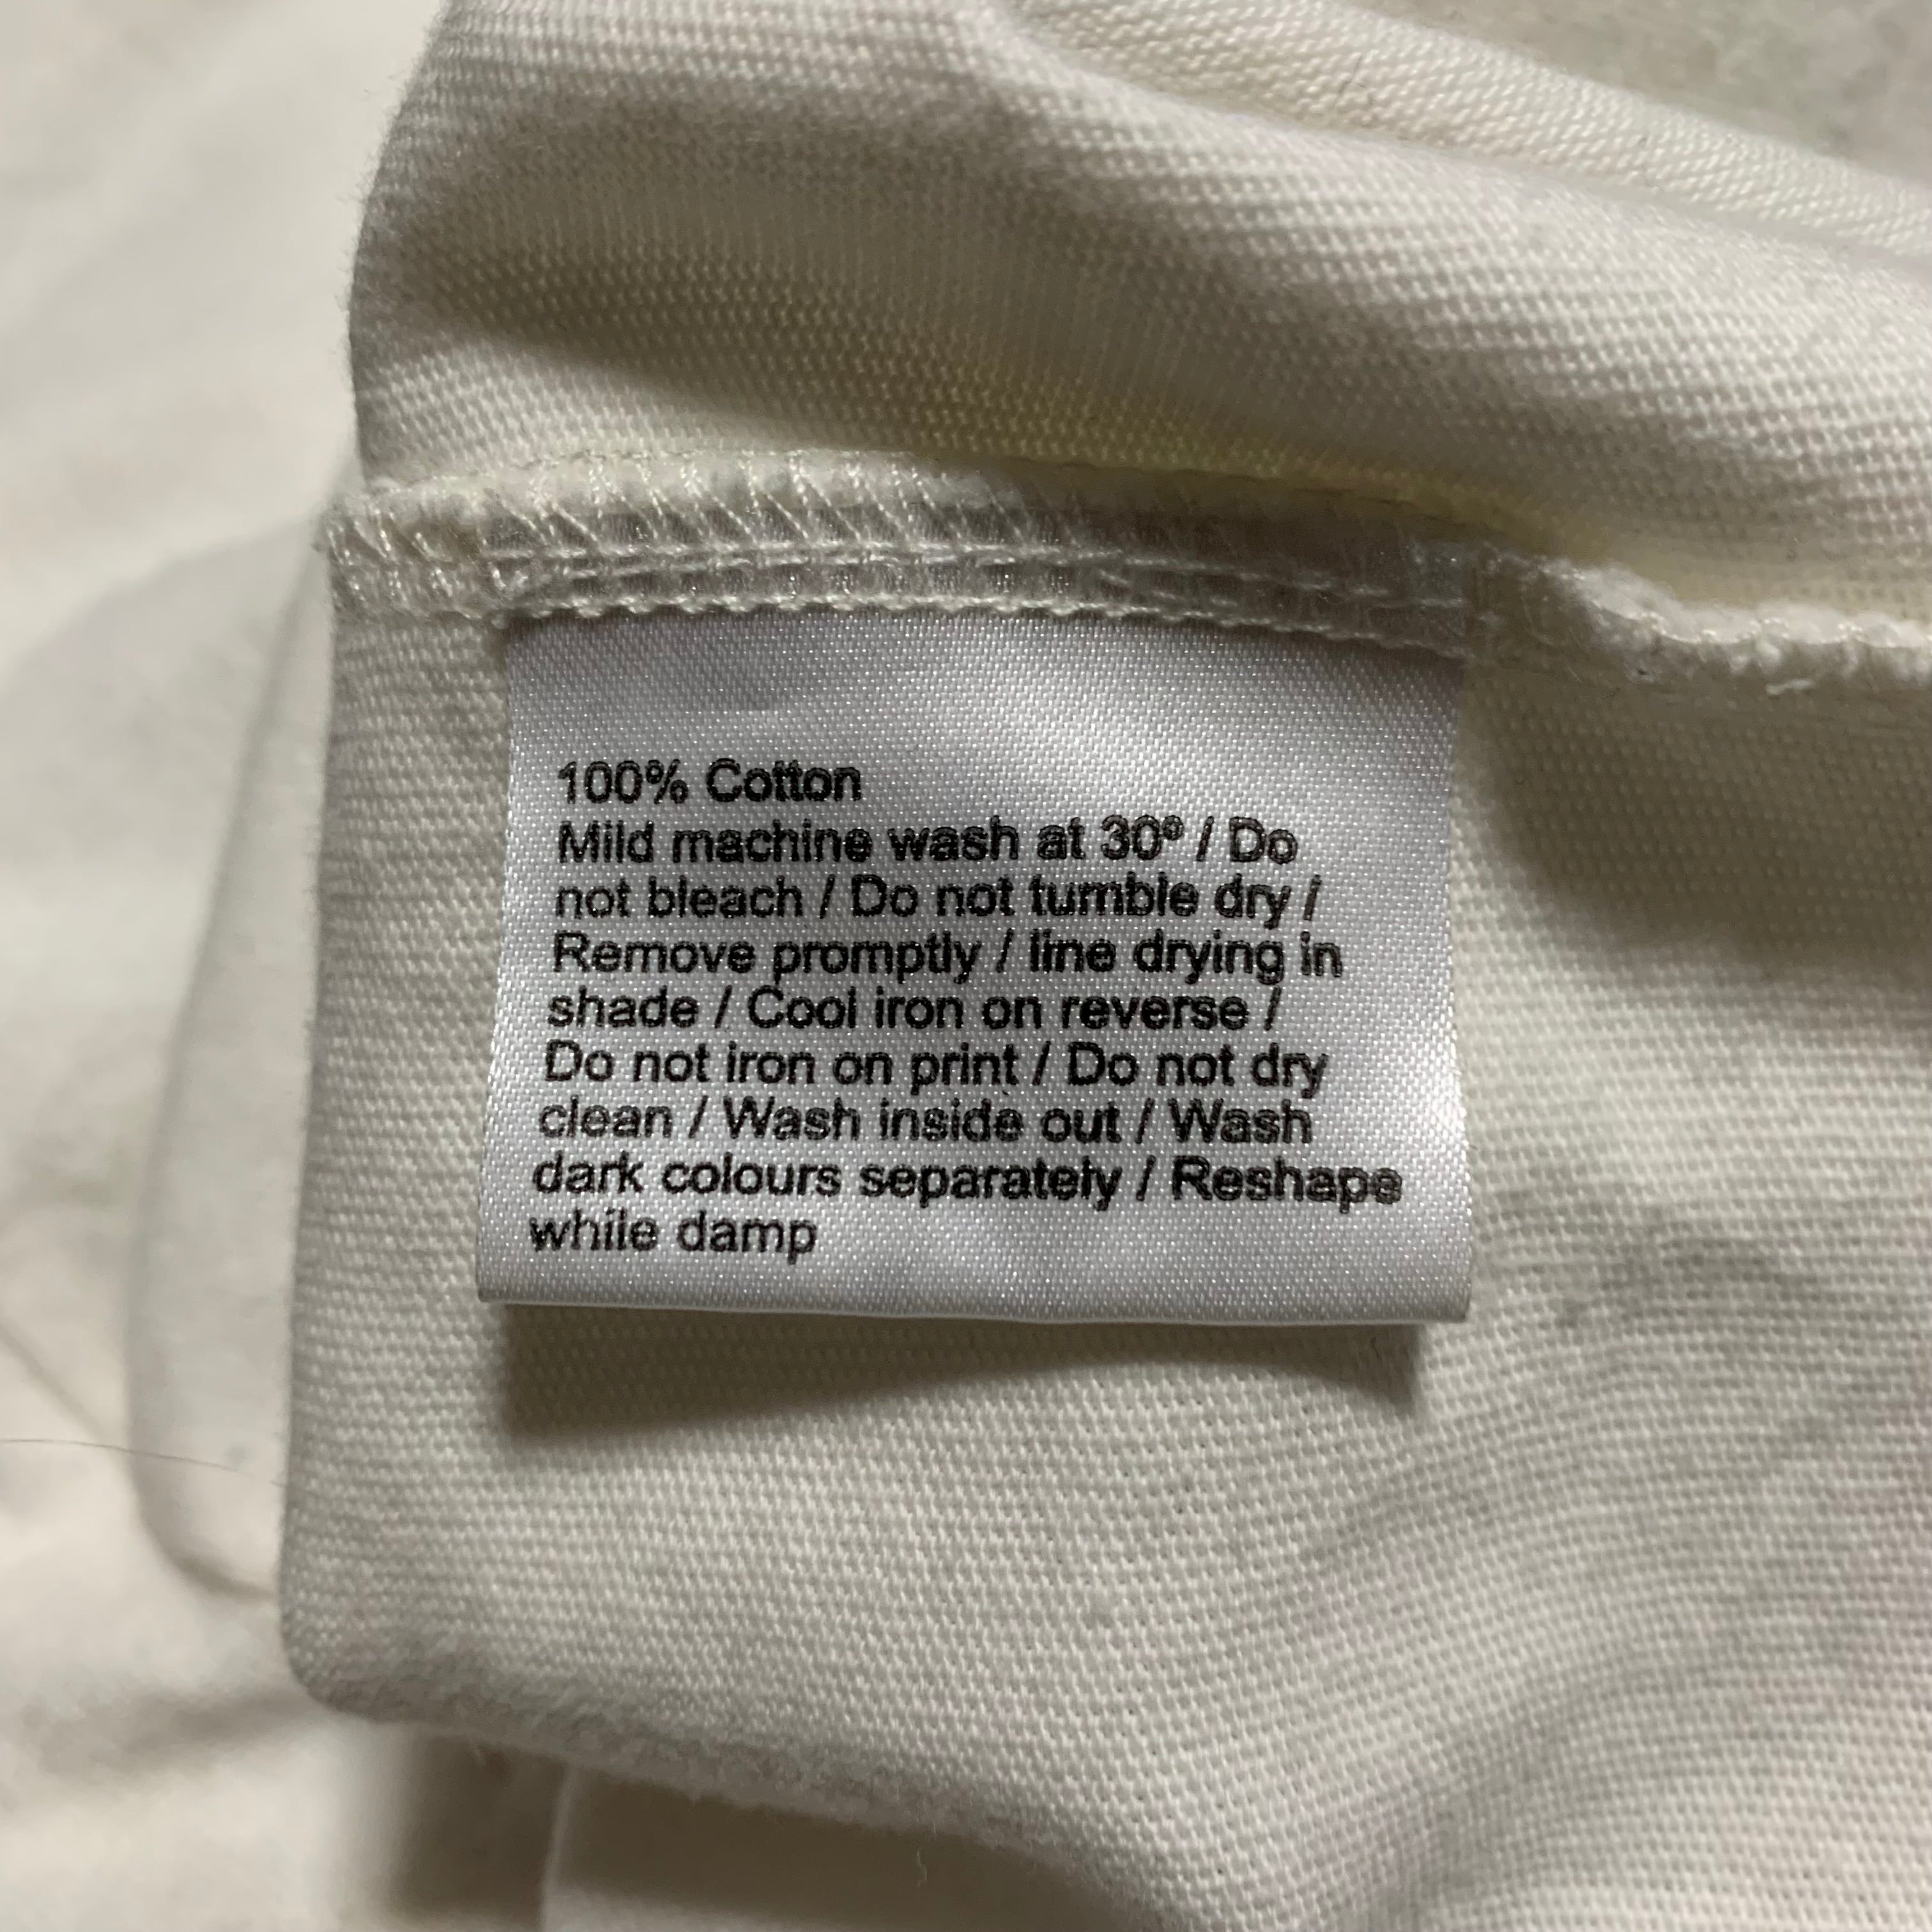 100% Cotton
Mild machine wash at 30º / Do
not bleach / Do not tumble dry /
Remove promptly / line drying in
shade / Cool iron on reverse /
Do not iron on print / Do not dry
clean / Wash inside out / Wash
dark colours separately / Reshape
while damp